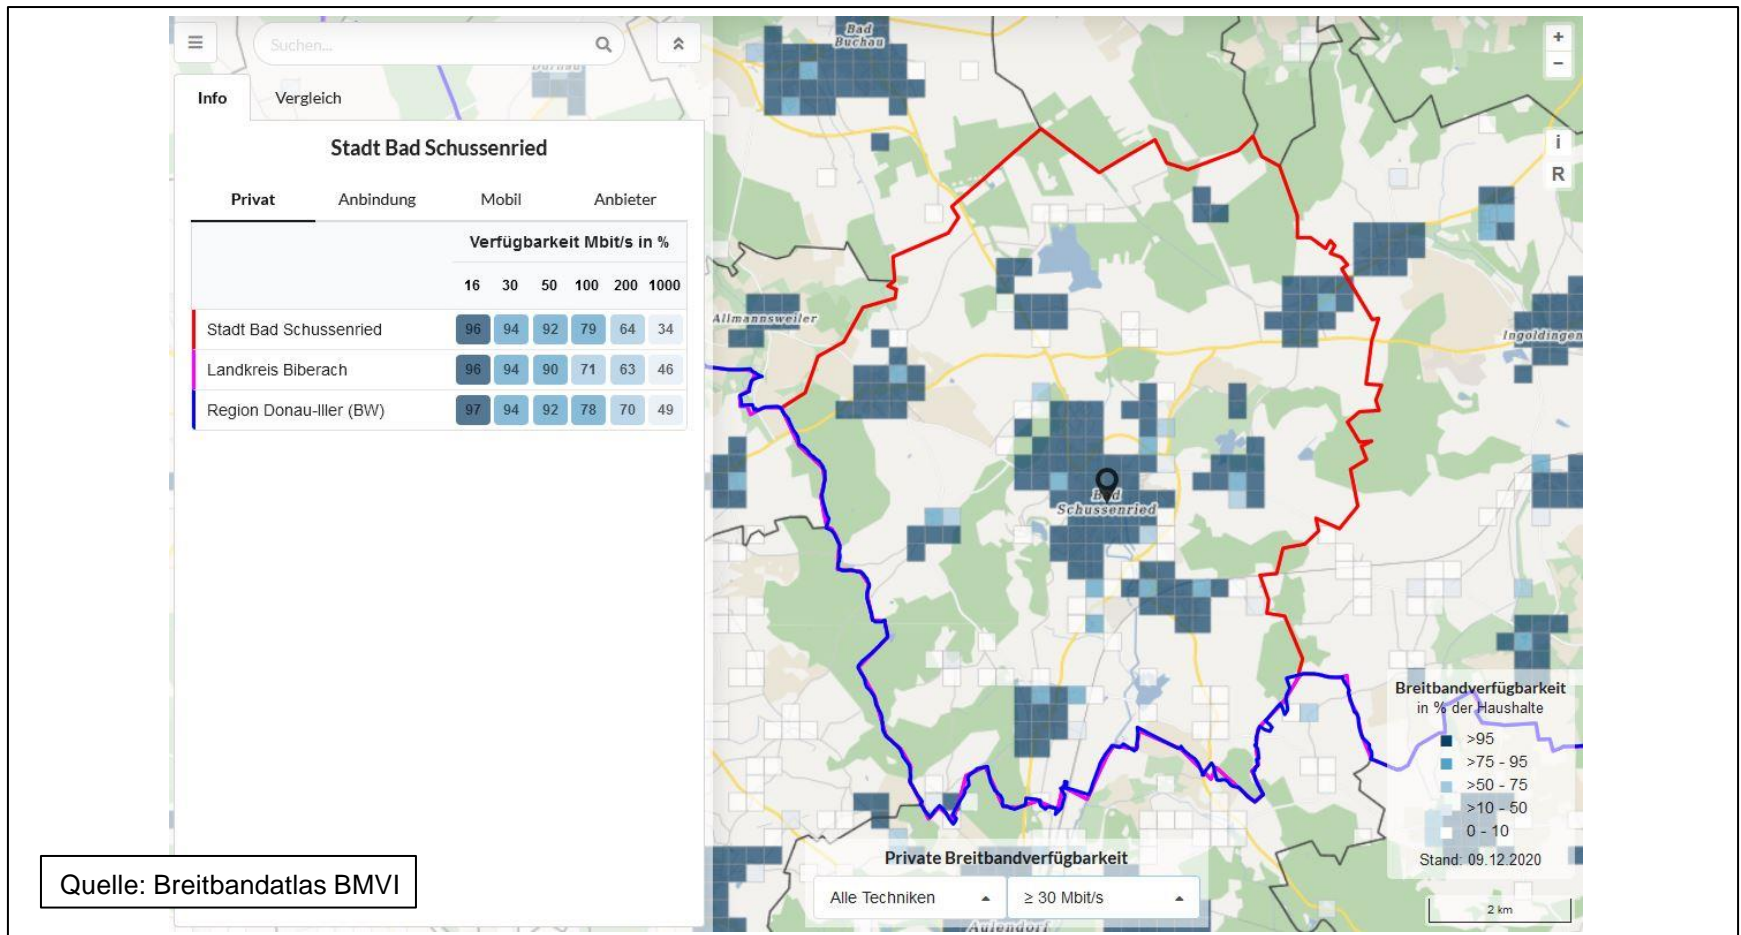 Suchen...
Info Vergleich
Stadt Bad Schussenried
Privat Anbindung Mobil Anbieter
Verfügbarkeit Mbit/s in %
16 30 50 100 200 1000
Stadt Bad Schussenried 96 94 92 79 64 34
Landkreis Biberach 96 94 90 71 63 46
Region Donau-Iller (BW) 97 94 92 78 70 49
Quelle: Breitbandatlas BMVI
Bad
Buchau
Dürnau
Allmannsweiler
Ingoldingen
Bad
Schussenried
Aulendorf
+
−
i
R
Breitbandverfügbarkeit
in % der Haushalte
>95
>75 - 95
>50 - 75
>10 - 50
0 - 10
Stand: 09.12.2020
Private Breitbandverfügbarkeit
Alle Techniken ≥ 30 Mbit/s
2 km